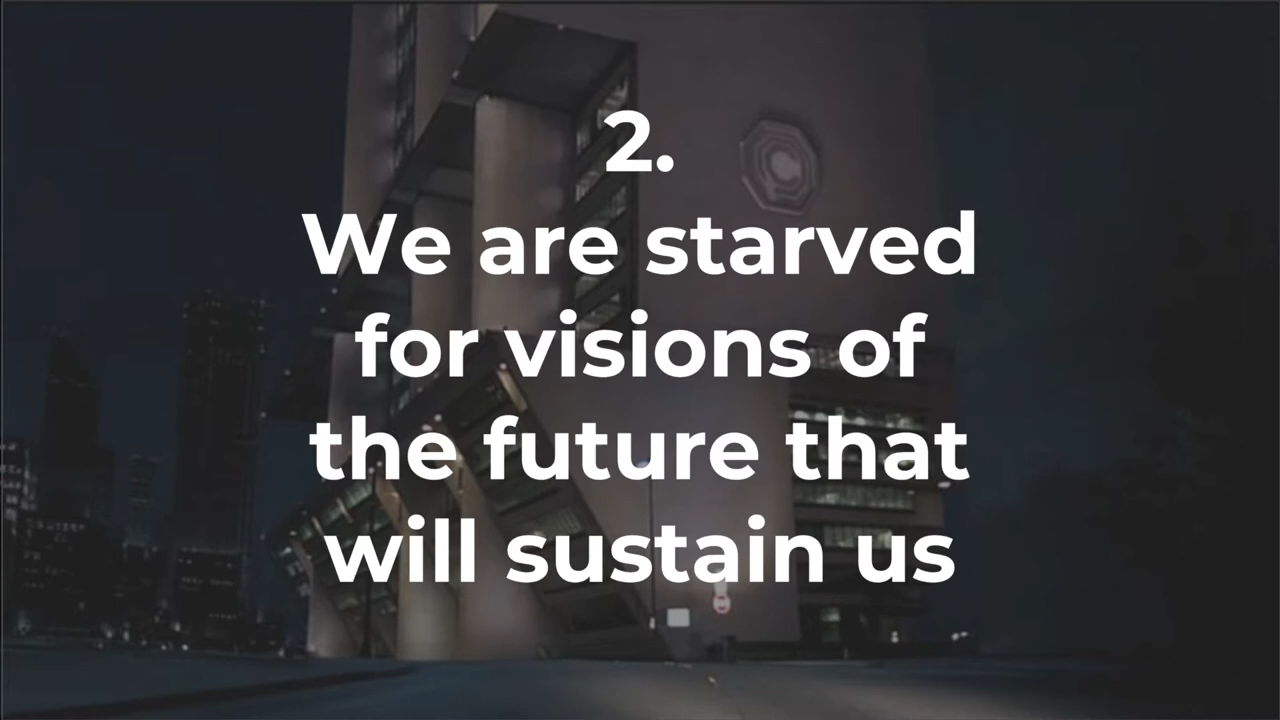 2.
We are starved
for visions of
the future that
will sustain us